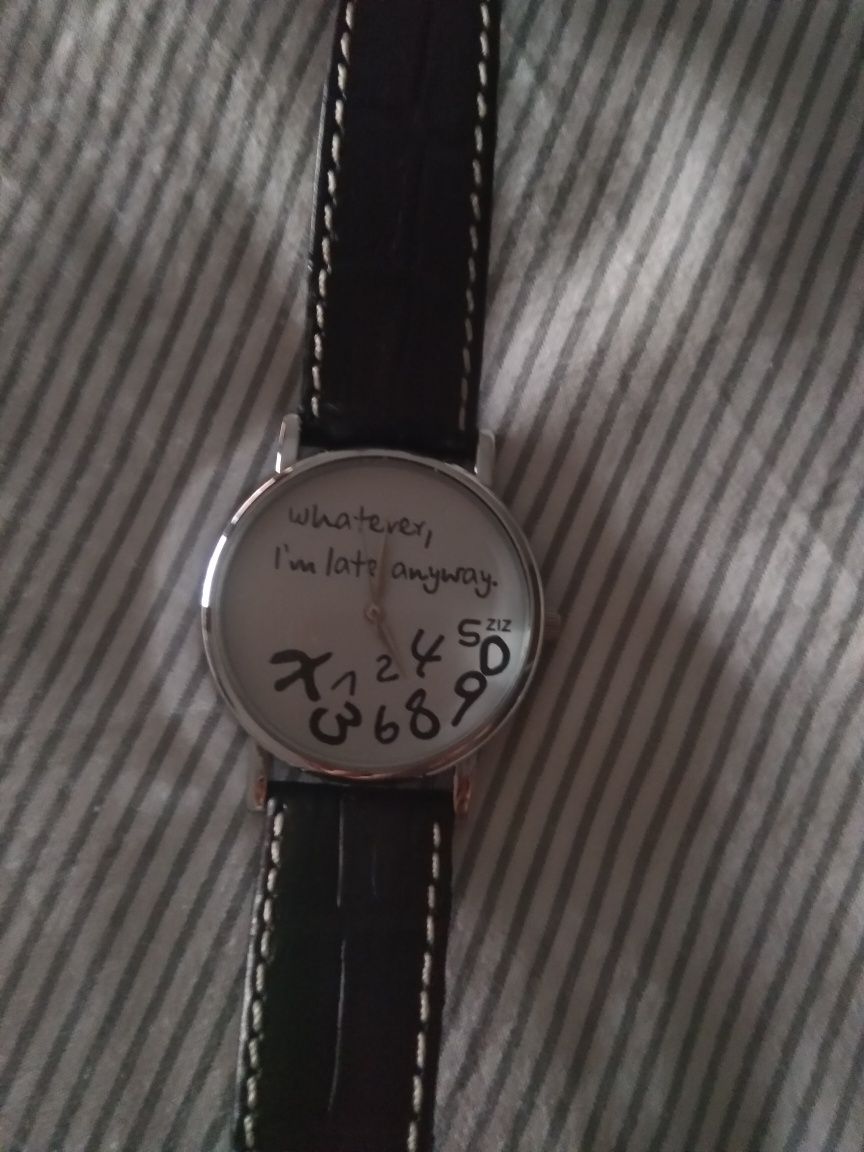 whatever,
I'm late anyway.
5 ZIZ
4 0
x 1 2
3 6 8 9